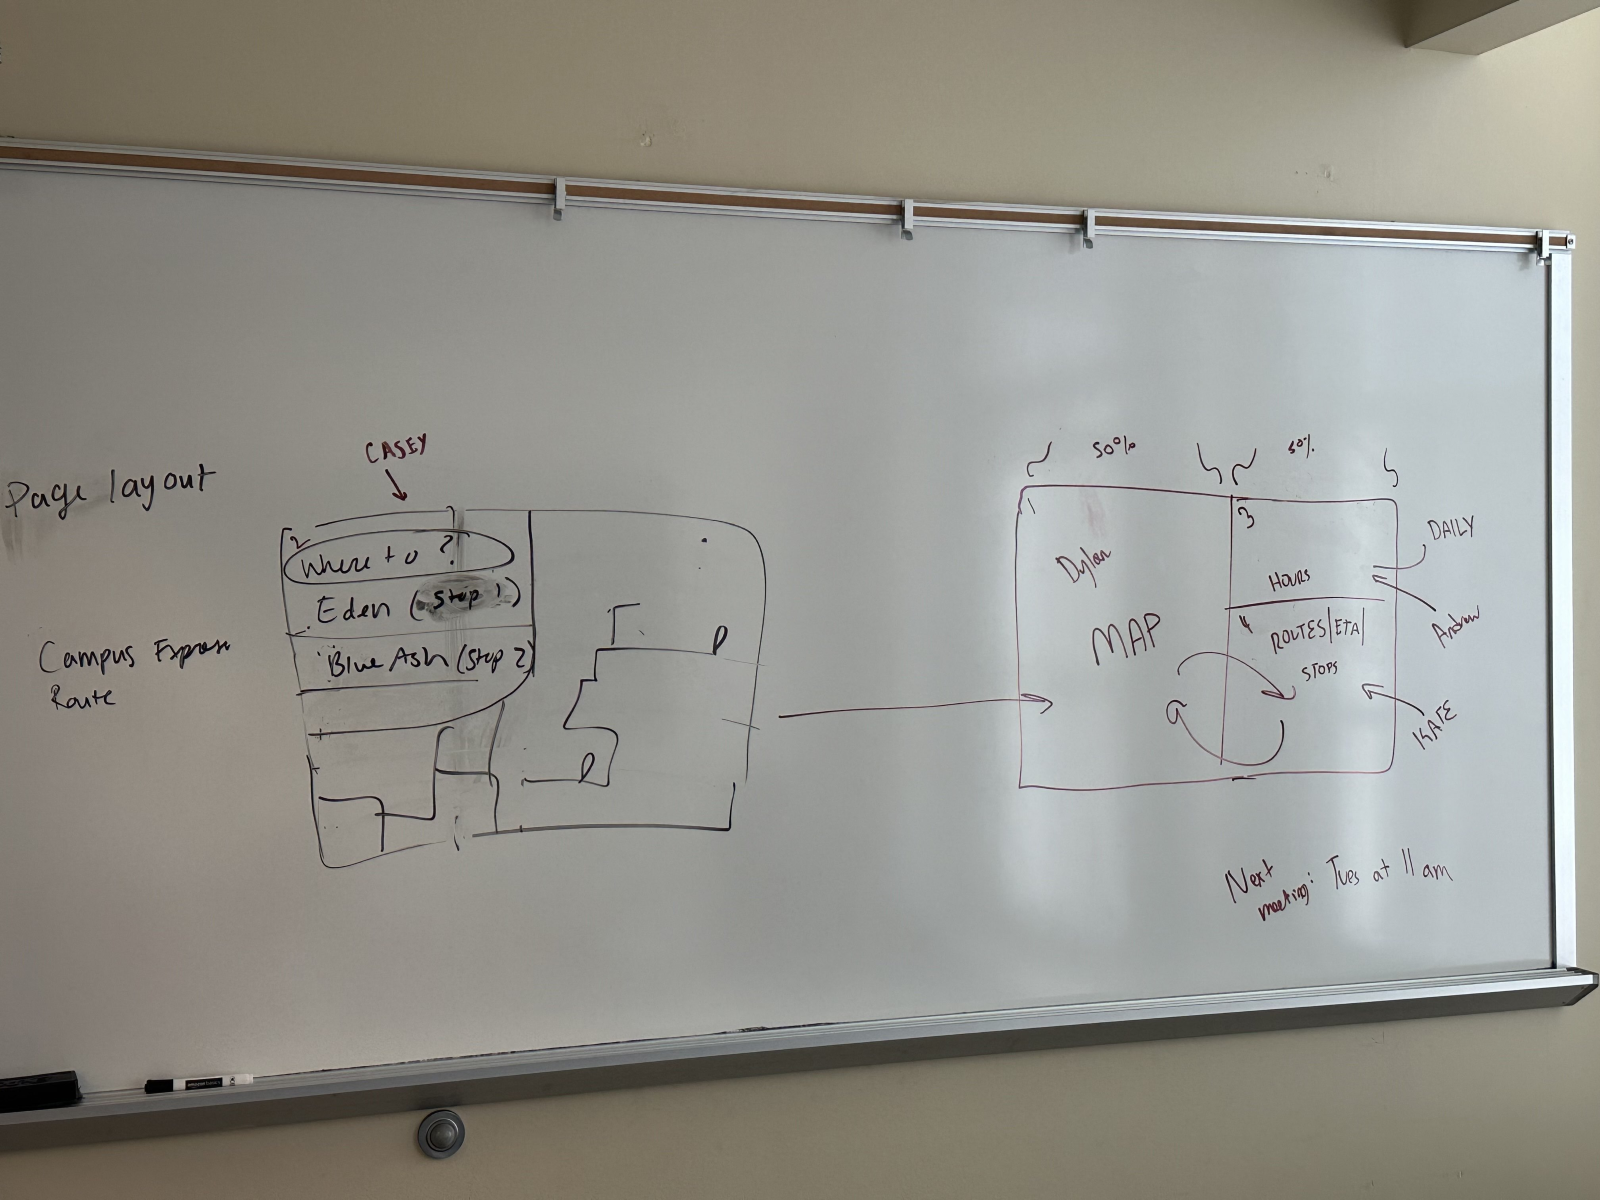 Page layout
Campus Express
Route
CASEY
2
Where to?
Eden (Stop 1)
Blue Ash (Stop 2)
50%
50%
1
Dylan
MAP
3
HOURS
4
ROUTES/ETA/
STOPS
DAILY
Andrew
KATE
Next
meeting: Tues at 11 am